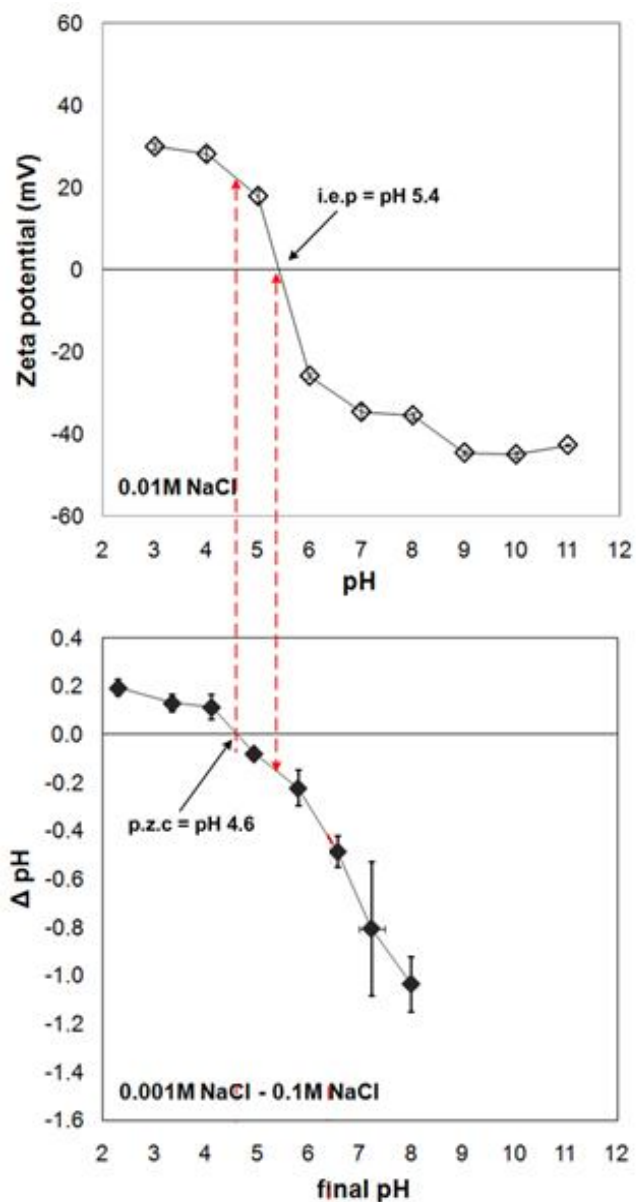 60
40
20
0
-20
-40
-60
Zeta potential (mV)
i.e.p = pH 5.4
0.01M NaCl
2 3 4 5 6 7 8 9 10 11 12
pH
0.4
0.2
0.0
-0.2
-0.4
-0.6
-0.8
-1.0
-1.2
-1.4
-1.6
Δ pH
p.z.c = pH 4.6
0.001M NaCl - 0.1M NaCl
2 3 4 5 6 7 8 9 10 11 12
final pH